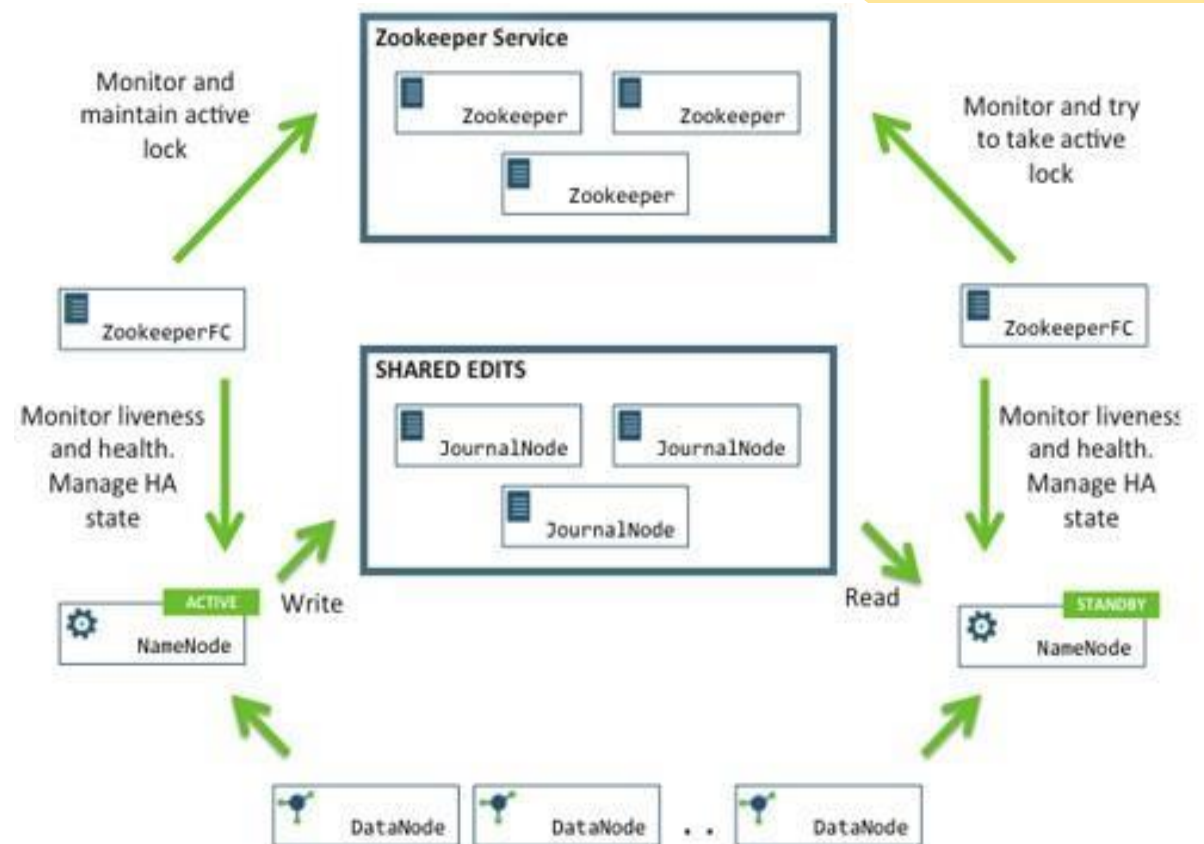 Zookeeper Service
Zookeeper
Zookeeper
Zookeeper
Monitor and
maintain active
lock
Monitor and try
to take active
lock
ZookeeperFC
ZookeeperFC
SHARED EDITS
JournalNode
JournalNode
JournalNode
Monitor liveness
and health.
Manage HA
state
Monitor liveness
and health.
Manage HA
state
ACTIVE
NameNode
Write
Read
STANDBY
NameNode
DataNode
DataNode
. .
DataNode